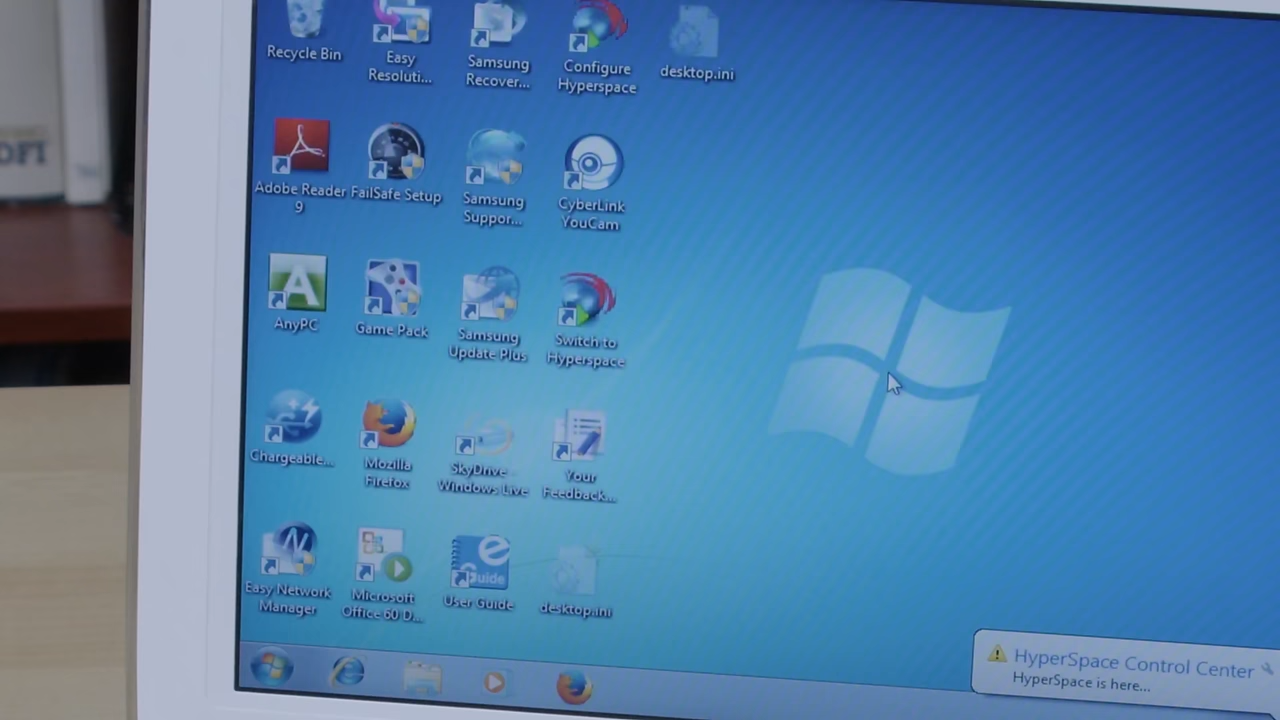 OFI
Recycle Bin
Easy
Resoluti...
Samsung
Recover...
Configure
Hyperspace
desktop.ini
Adobe Reader
9
FailSafe Setup
Samsung
Suppor...
CyberLink
YouCam
A
AnyPC
Game Pack
Samsung
Update Plus
Switch to
Hyperspace
Chargeable...
Mozilla
Firefox
SkyDrive -
Windows Live
Your
Feedback...
N
Easy Network
Manager
Microsoft
Office 60 D...
e
Guide
User Guide
desktop.ini
HyperSpace Control Center
HyperSpace is here...